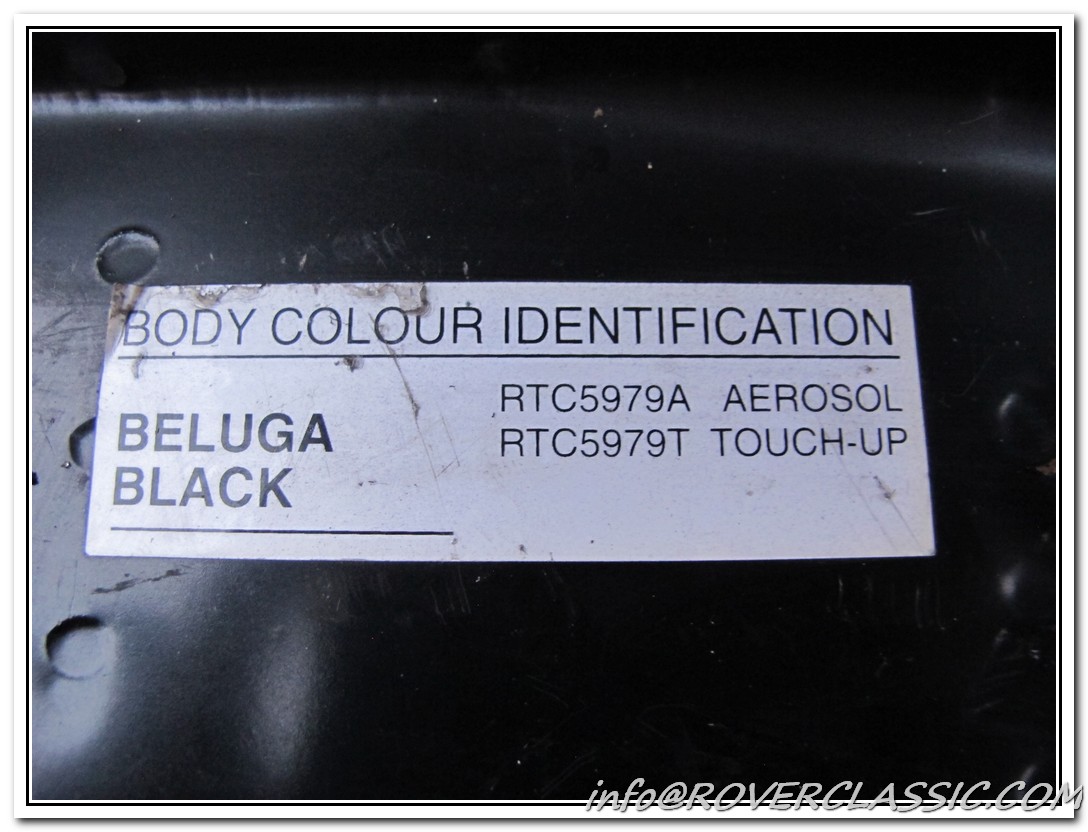 BODY COLOUR IDENTIFICATION
BELUGA
BLACK
RTC5979A AEROSOL
RTC5979T TOUCH-UP
info@ROVERCLASSIC.COM